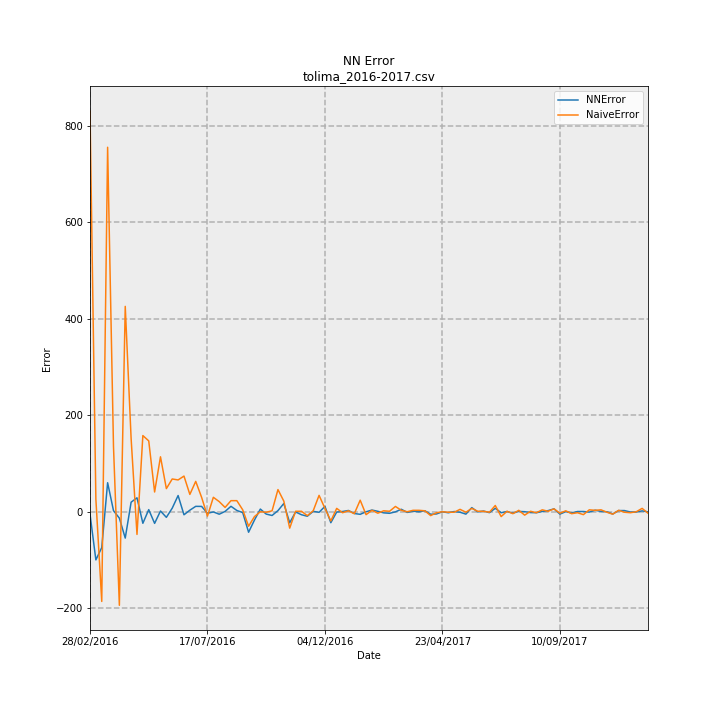 NN Error
tolima_2016-2017.csv
NNError
NaiveError
800
600
400
200
0
−200
Error
28/02/2016
17/07/2016
04/12/2016
23/04/2017
10/09/2017
Date